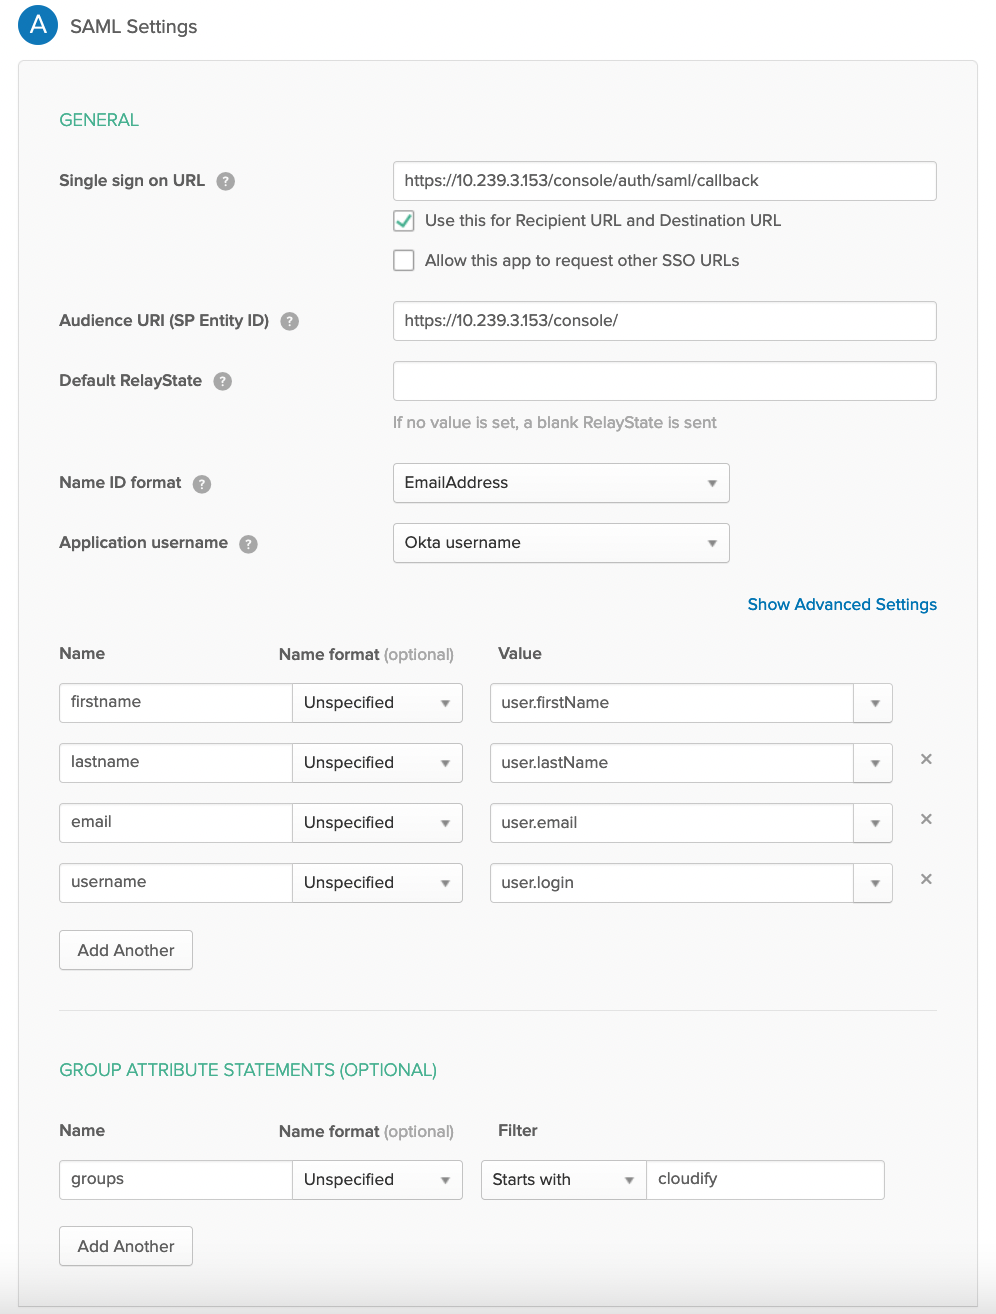 A SAML Settings
GENERAL
Single sign on URL ? https://10.239.3.153/console/auth/saml/callback
Use this for Recipient URL and Destination URL
Allow this app to request other SSO URLs
Audience URI (SP Entity ID) ? https://10.239.3.153/console/
Default RelayState ?
If no value is set, a blank RelayState is sent
Name ID format ? EmailAddress
Application username ? Okta username
Show Advanced Settings
Name Name format (optional) Value
firstname Unspecified user.firstName
lastname Unspecified user.lastName
email Unspecified user.email
username Unspecified user.login
Add Another
GROUP ATTRIBUTE STATEMENTS (OPTIONAL)
Name Name format (optional) Filter
groups Unspecified Starts with cloudify
Add Another